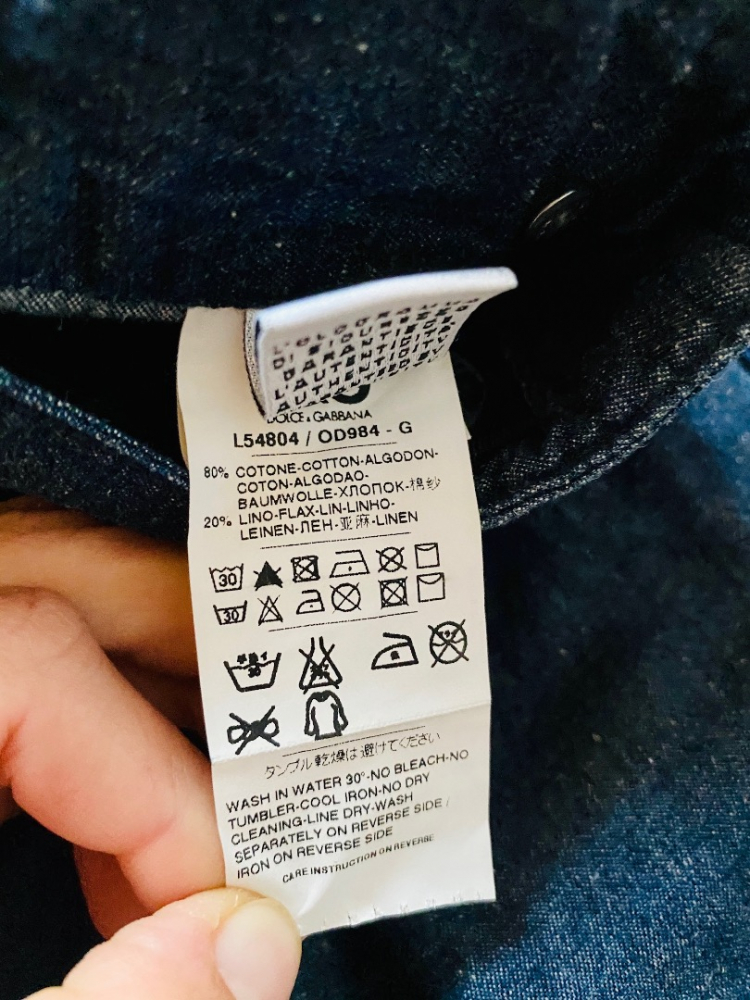 DOLCE & GABBANA
L54804 / OD984 - G
80% COTONE-COTTON-ALGODON-
COTON-ALGODAO-
BAUMWOLLE-ХЛОПОК-棉纱
20% LINO-FLAX-LIN-LINHO-
LEINEN-ЛЕН-亚麻-LINEN
30
30
30
タンブル乾燥は避けてください
WASH IN WATER 30°-NO BLEACH-NO
TUMBLER-COOL IRON-NO DRY
CLEANING-LINE DRY-WASH
SEPARATELY ON REVERSE SIDE /
IRON ON REVERSE SIDE
CARE INSTRUCTION ON REVERSE